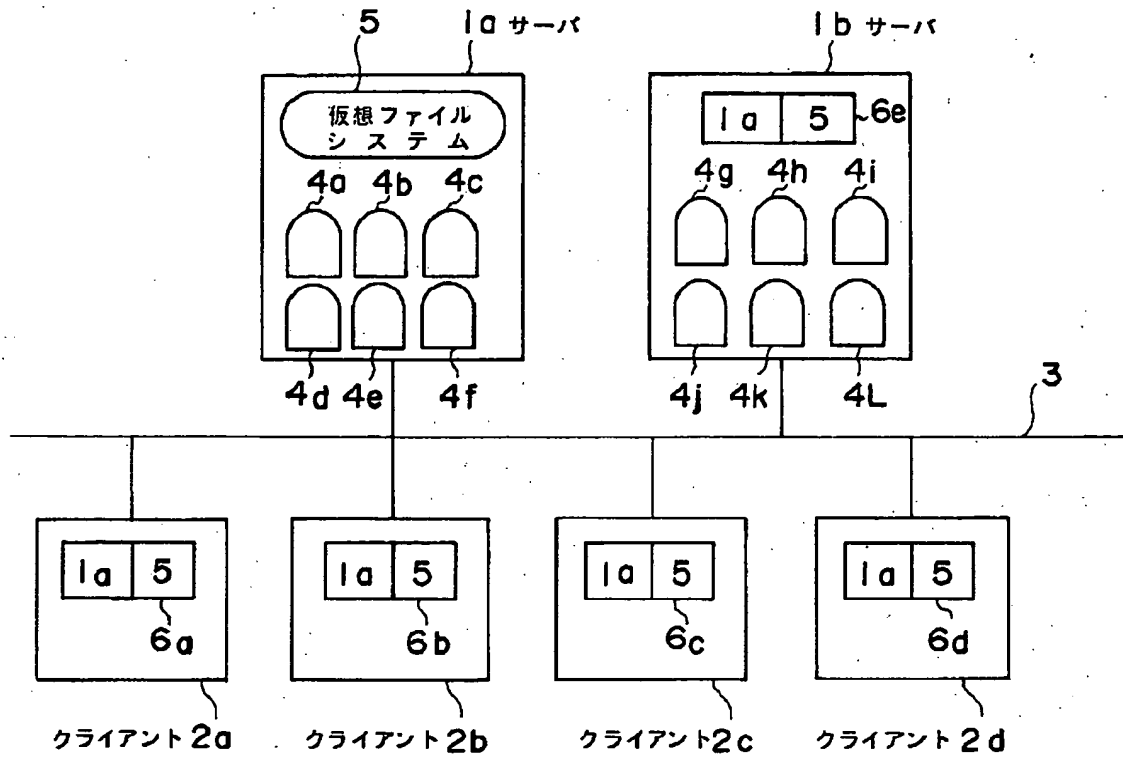 5
1a サーバ
1b サーバ
仮想ファイル
システム
1a 5
6e
4a 4b 4c
4g 4h 4i
4d 4e 4f
4j 4k 4L
3
1a 5
1a 5
1a 5
1a 5
6a
6b
6c
6d
クライアント 2a
クライアント 2b
クライアント 2c
クライアント 2d